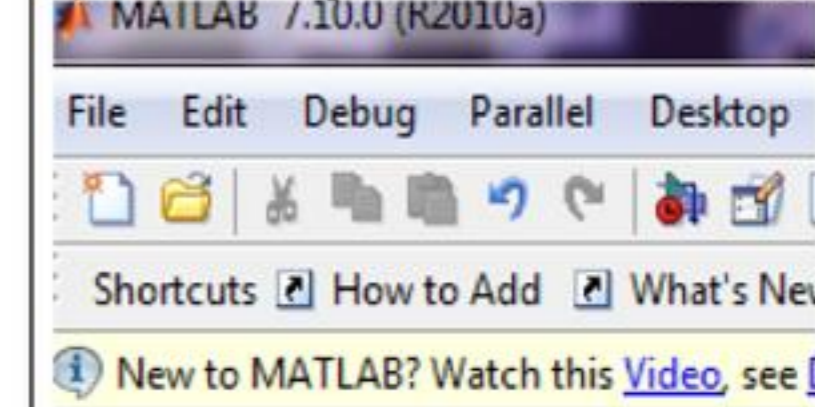 MATLAB 7.10.0 (R2010a)
File Edit Debug Parallel Desktop
Shortcuts How to Add What's New
New to MATLAB? Watch this Video, see